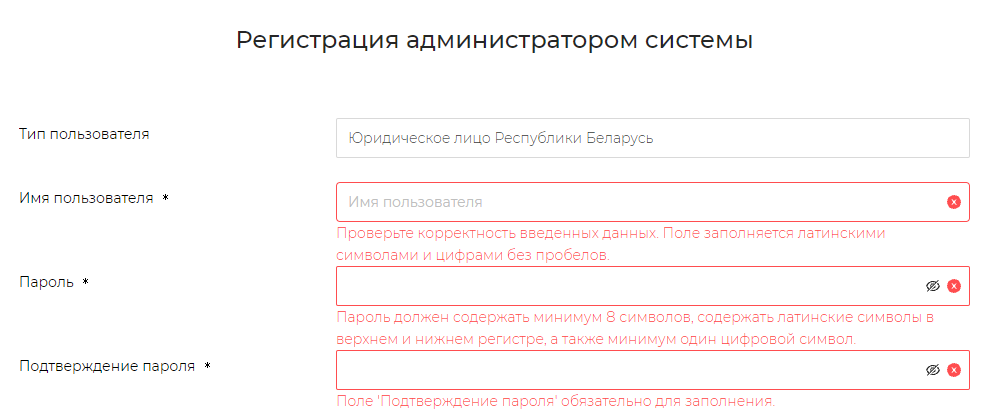 Регистрация администратором системы
Тип пользователя
Юридическое лицо Республики Беларусь
Имя пользователя *
Имя пользователя
Проверьте корректность введенных данных. Поле заполняется латинскими
символами и цифрами без пробелов.
Пароль *
Пароль должен содержать минимум 8 символов, содержать латинские символы в
верхнем и нижнем регистре, а также минимум один цифровой символ.
Подтверждение пароля *
Поле 'Подтверждение пароля' обязательно для заполнения.